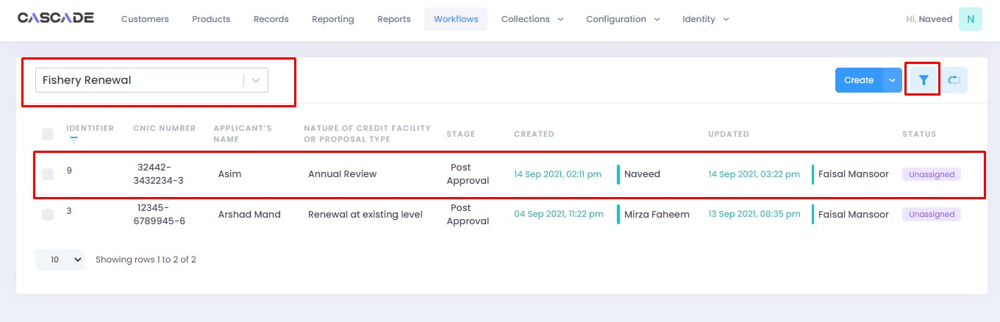 CASCADE Customers Products Records Reporting Reports Workflows Collections Configuration Identity Hi, Naveed N
Fishery Renewal Create
IDENTIFIER CNIC NUMBER APPLICANT'S NAME NATURE OF CREDIT FACILITY OR PROPOSAL TYPE STAGE CREATED UPDATED STATUS
9 32442-3432234-3 Asim Annual Review Post Approval 14 Sep 2021, 02:11 pm Naveed 14 Sep 2021, 03:22 pm Faisal Mansoor Unassigned
3 12345-6789945-6 Arshad Mand Renewal at existing level Post Approval 04 Sep 2021, 11:22 pm Mirza Faheem 13 Sep 2021, 08:35 pm Faisal Mansoor Unassigned
10 Showing rows 1 to 2 of 2